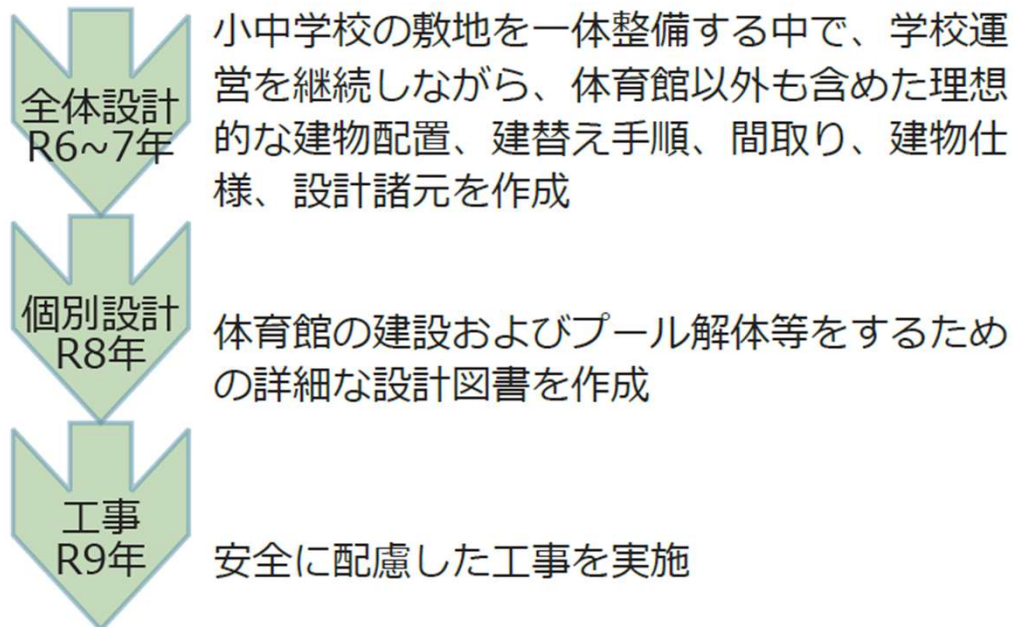 全体設計
R6~7年
小中学校の敷地を一体整備する中で、学校運
営を継続しながら、体育館以外も含めた理想
的な建物配置、建替え手順、間取り、建物仕
様、設計諸元を作成
個別設計
R8年
体育館の建設およびプール解体等をするため
の詳細な設計図書を作成
工事
R9年
安全に配慮した工事を実施